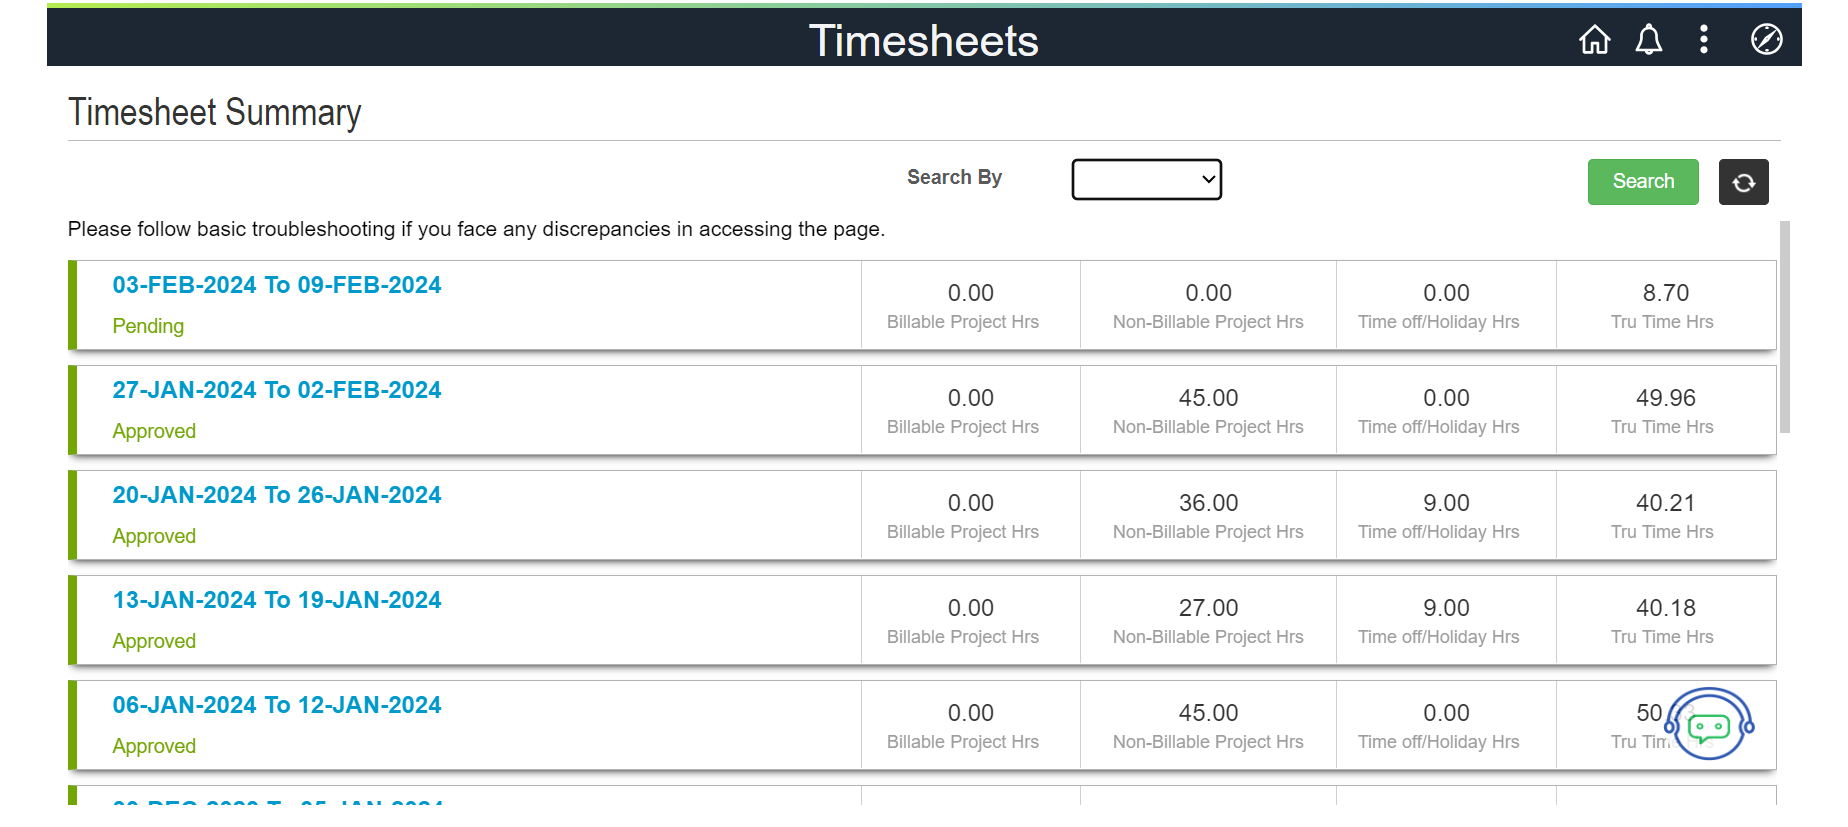 Timesheets
Timesheet Summary
Search By
Search
Please follow basic troubleshooting if you face any discrepancies in accessing the page.
03-FEB-2024 To 09-FEB-2024
Pending
0.00
Billable Project Hrs
0.00
Non-Billable Project Hrs
0.00
Time off/Holiday Hrs
8.70
Tru Time Hrs
27-JAN-2024 To 02-FEB-2024
Approved
0.00
Billable Project Hrs
45.00
Non-Billable Project Hrs
0.00
Time off/Holiday Hrs
49.96
Tru Time Hrs
20-JAN-2024 To 26-JAN-2024
Approved
0.00
Billable Project Hrs
36.00
Non-Billable Project Hrs
9.00
Time off/Holiday Hrs
40.21
Tru Time Hrs
13-JAN-2024 To 19-JAN-2024
Approved
0.00
Billable Project Hrs
27.00
Non-Billable Project Hrs
9.00
Time off/Holiday Hrs
40.18
Tru Time Hrs
06-JAN-2024 To 12-JAN-2024
Approved
0.00
Billable Project Hrs
45.00
Non-Billable Project Hrs
0.00
Time off/Holiday Hrs
Tru Time Hrs